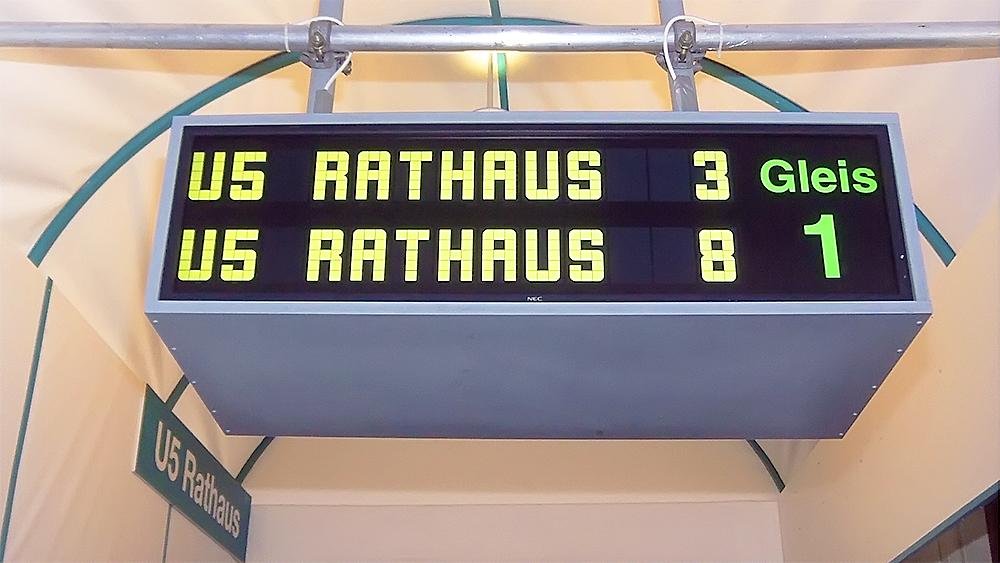 U5 RATHAUS 3
U5 RATHAUS 8
Gleis
1
NEC
U5 Rathaus